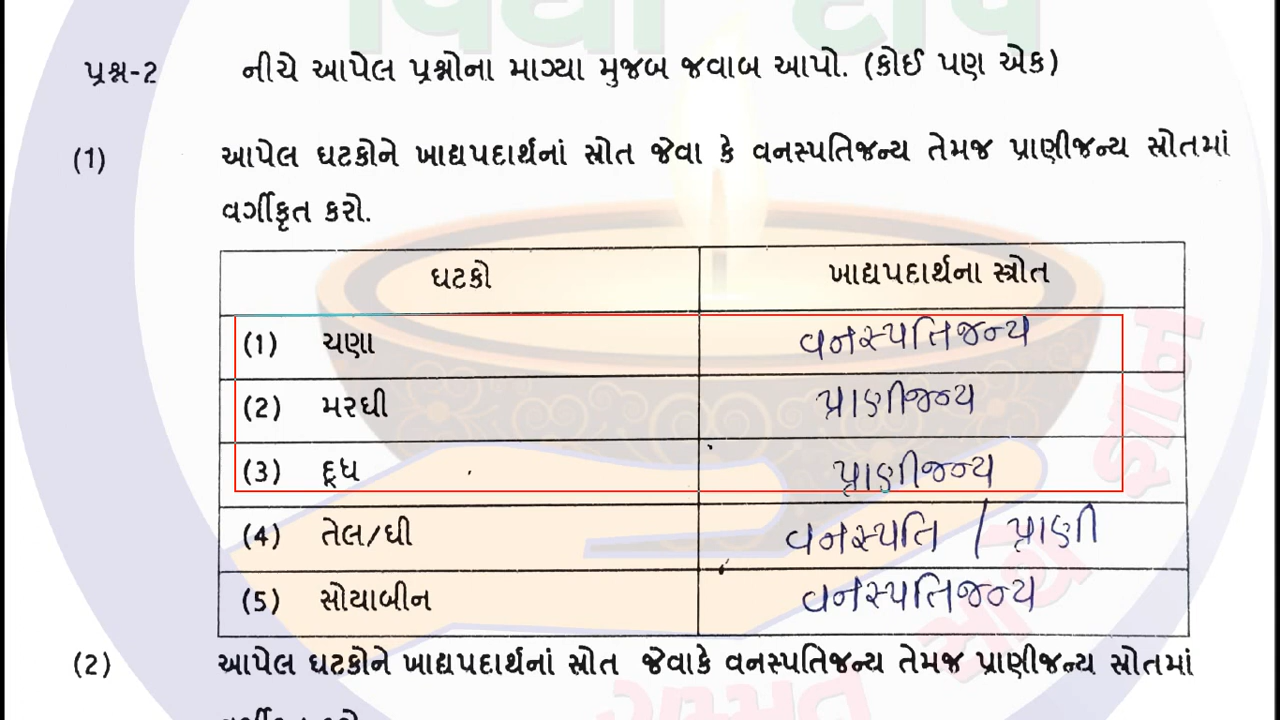 વિદ્યા ટોપ
પ્રશ્ન-2 નીચે આપેલ પ્રશ્નોના માગ્યા મુજબ જવાબ આપો. (કોઈ પણ એક)
(1) આપેલ ઘટકોને ખાદ્યપદાર્થનાં સ્રોત જેવા કે વનસ્પતિજન્ય તેમજ પ્રાણીજન્ય સ્રોતમાં
વર્ગીકૃત કરો.
ઘટકો ખાદ્યપદાર્થના સ્ત્રોત
(1) ચણા વનસ્પતિજન્ય
(2) મરઘી પ્રાણીજન્ય
(3) દૂધ પ્રાણીજન્ય
(4) તેલ/ઘી વનસ્પતિ / પ્રાણી
(5) સોયાબીન વનસ્પતિજન્ય
(2) આપેલ ઘટકોને ખાદ્યપદાર્થનાં સ્રોત જેવાકે વનસ્પતિજન્ય તેમજ પ્રાણીજન્ય સ્રોતમાં